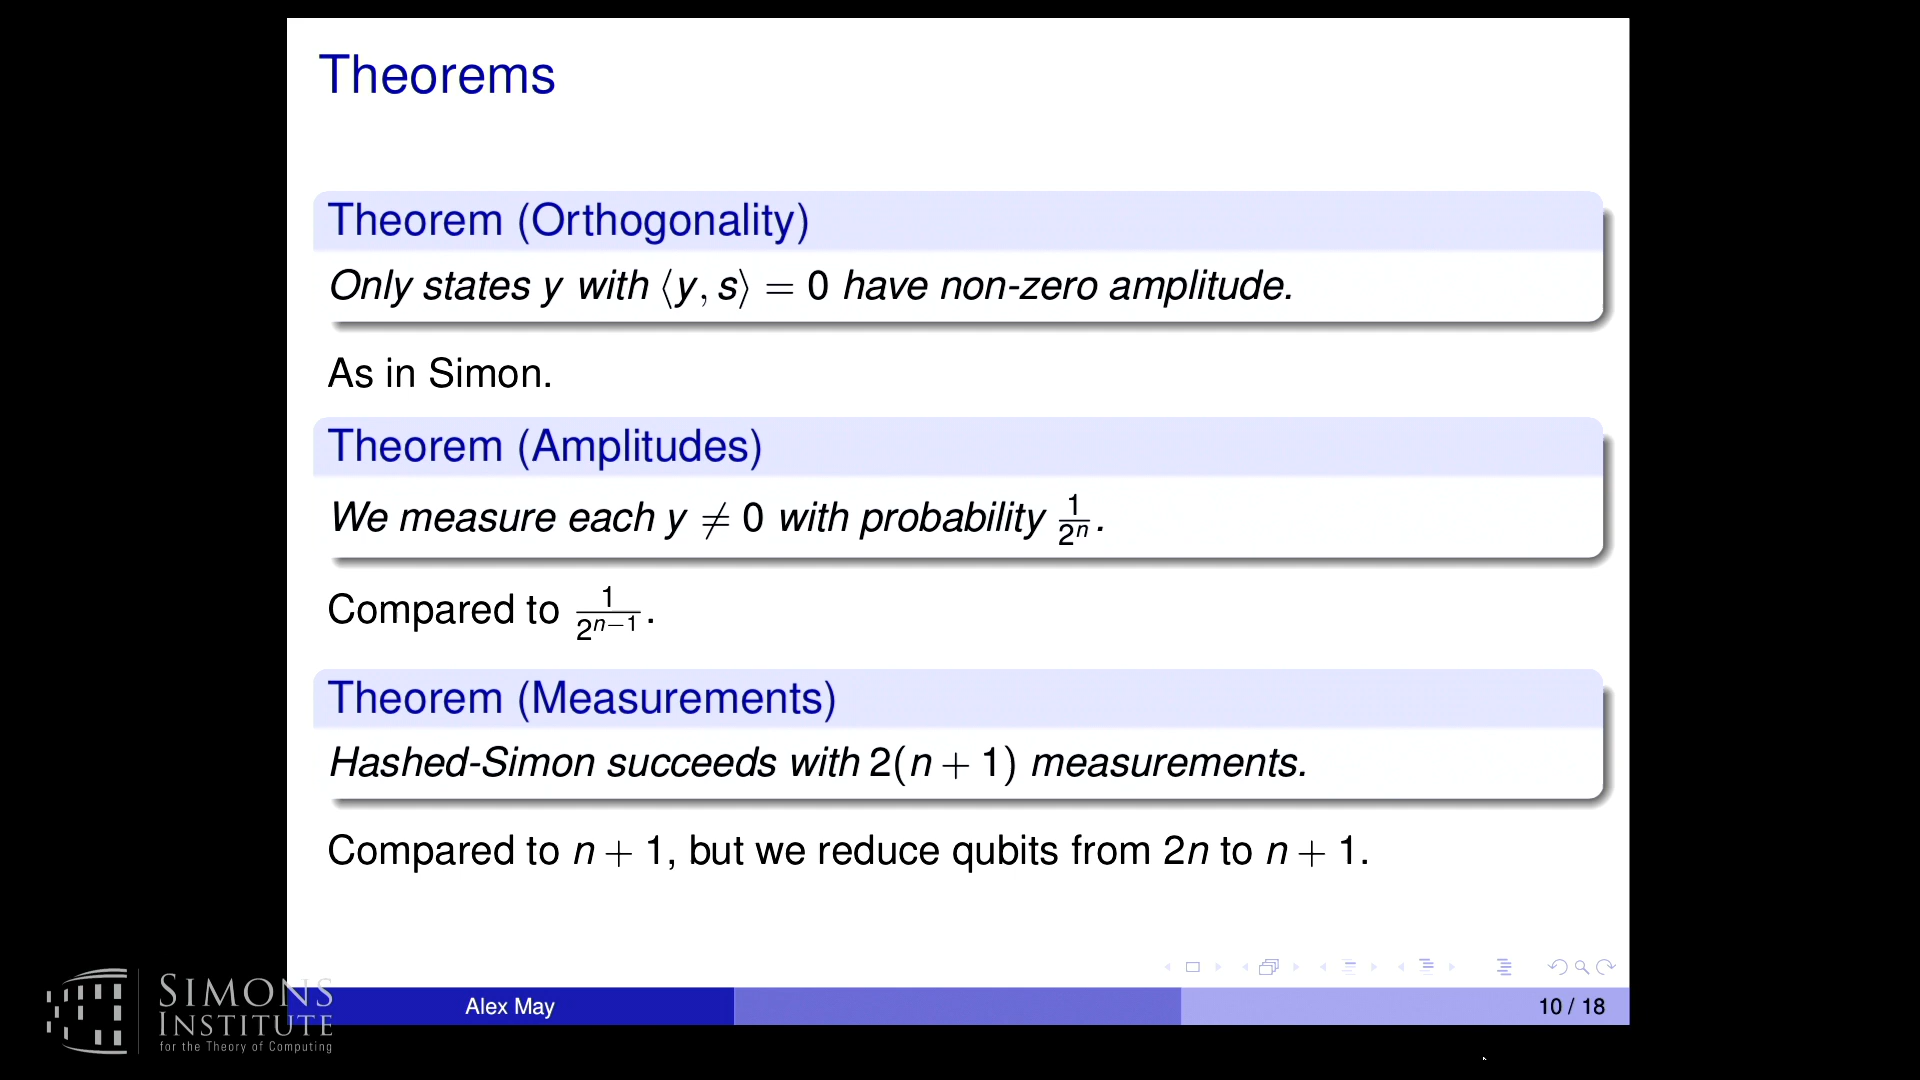 Theorems
Theorem (Orthogonality)
Only states y with ⟨y, s⟩ = 0 have non-zero amplitude.
As in Simon.
Theorem (Amplitudes)
We measure each y ≠ 0 with probability 1/2ⁿ.
Compared to 1/2ⁿ⁻¹.
Theorem (Measurements)
Hashed-Simon succeeds with 2(n + 1) measurements.
Compared to n + 1, but we reduce qubits from 2n to n + 1.
Alex May
10 / 18
SIMONS
INSTITUTE
for the Theory of Computing